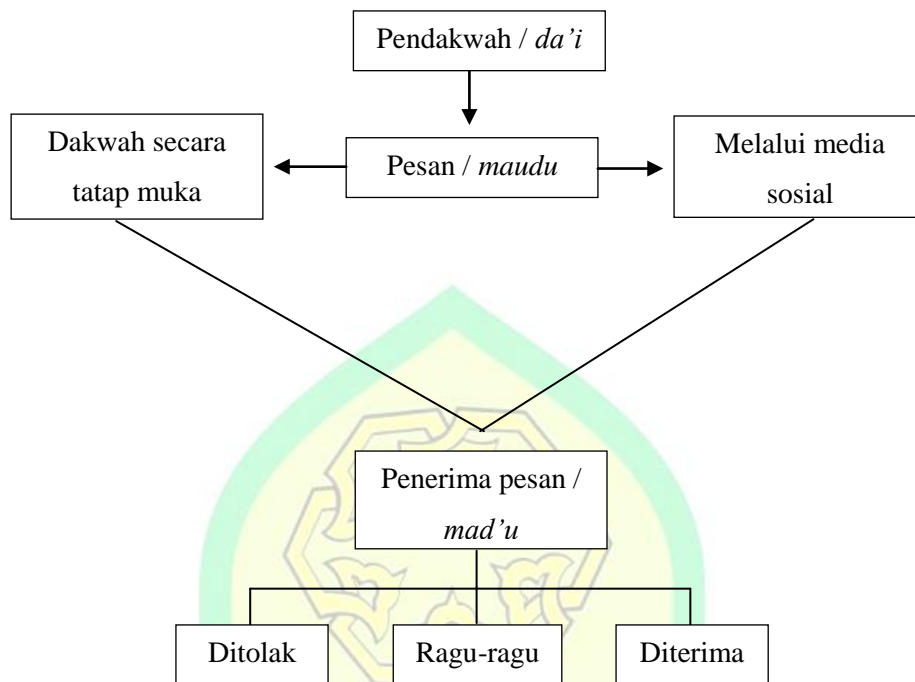 Pendakwah / da’i
Dakwah secara
tatap muka
Pesan / maudu
Melalui media
sosial
Penerima pesan /
mad’u
Ditolak
Ragu-ragu
Diterima